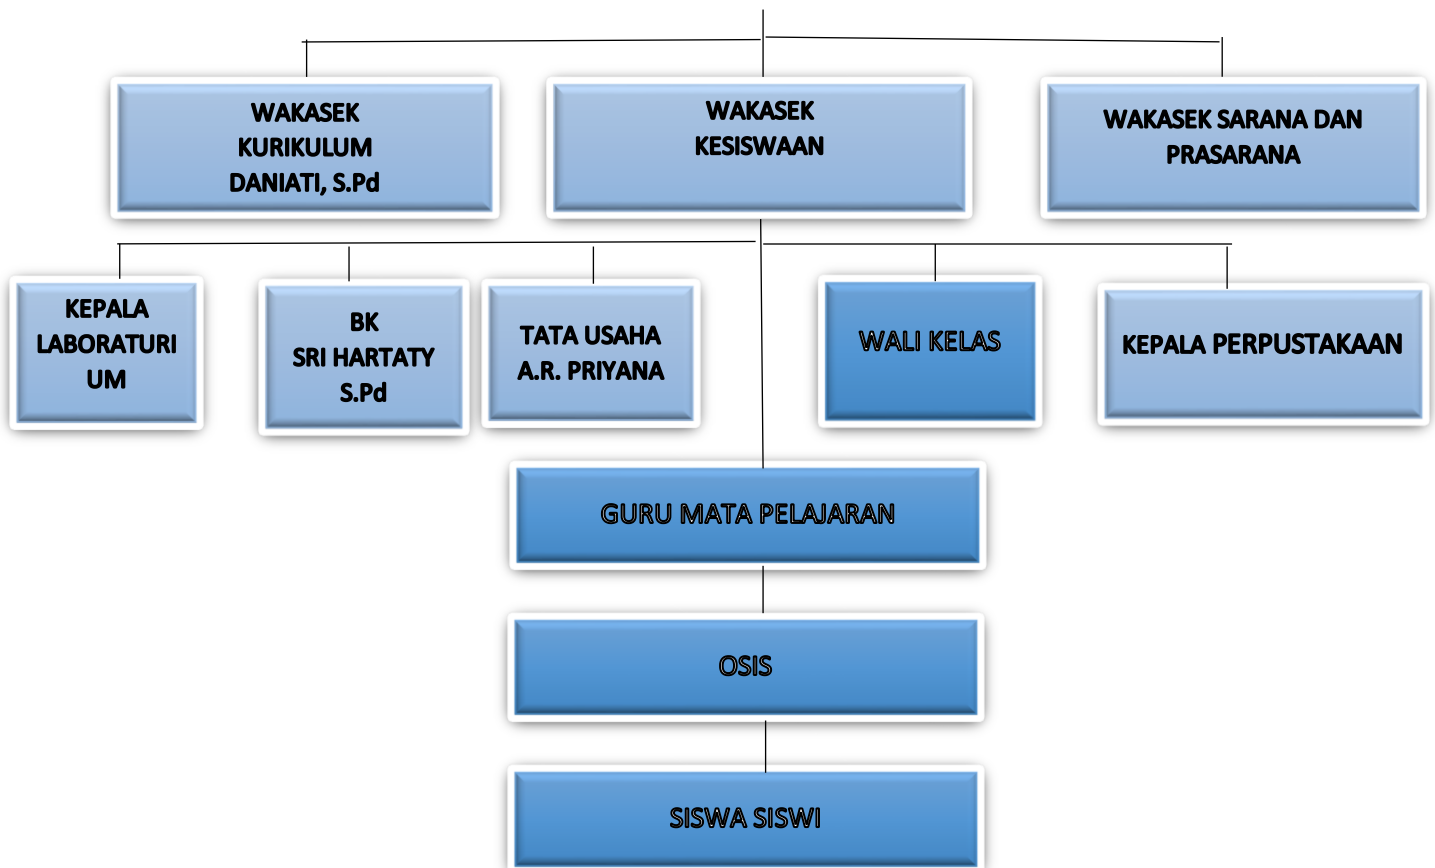 WAKASEK
KURIKULUM
DANIATI, S.Pd
WAKASEK
KESISWAAN
WAKASEK SARANA DAN
PRASARANA
KEPALA
LABORATURI
UM
BK
SRI HARTATY
S.Pd
TATA USAHA
A.R. PRIYANA
WALI KELAS
KEPALA PERPUSTAKAAN
GURU MATA PELAJARAN
OSIS
SISWA SISWI